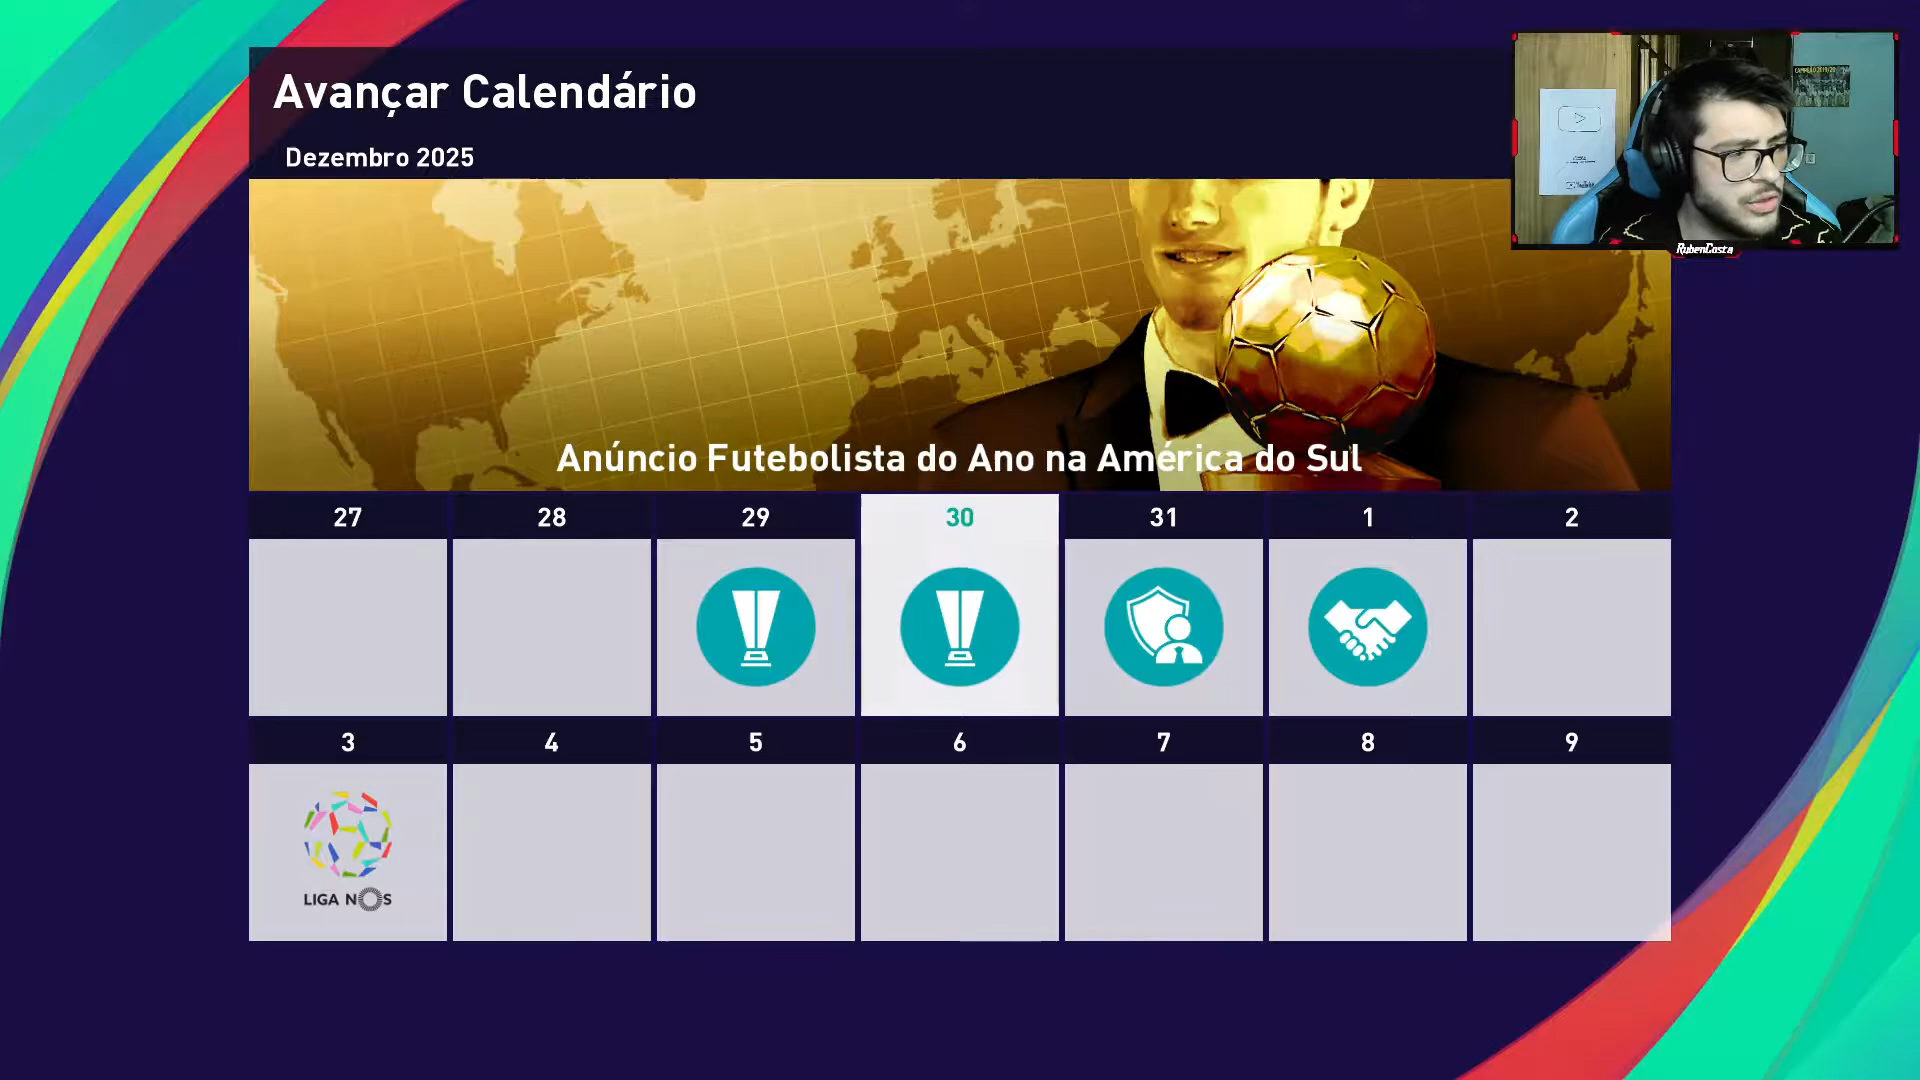 Avançar Calendário
Dezembro 2025
RubenCosta
Anúncio Futebolista do Ano na América do Sul
27 28 29 30 31 1 2
3 4 5 6 7 8 9
LIGA NOS